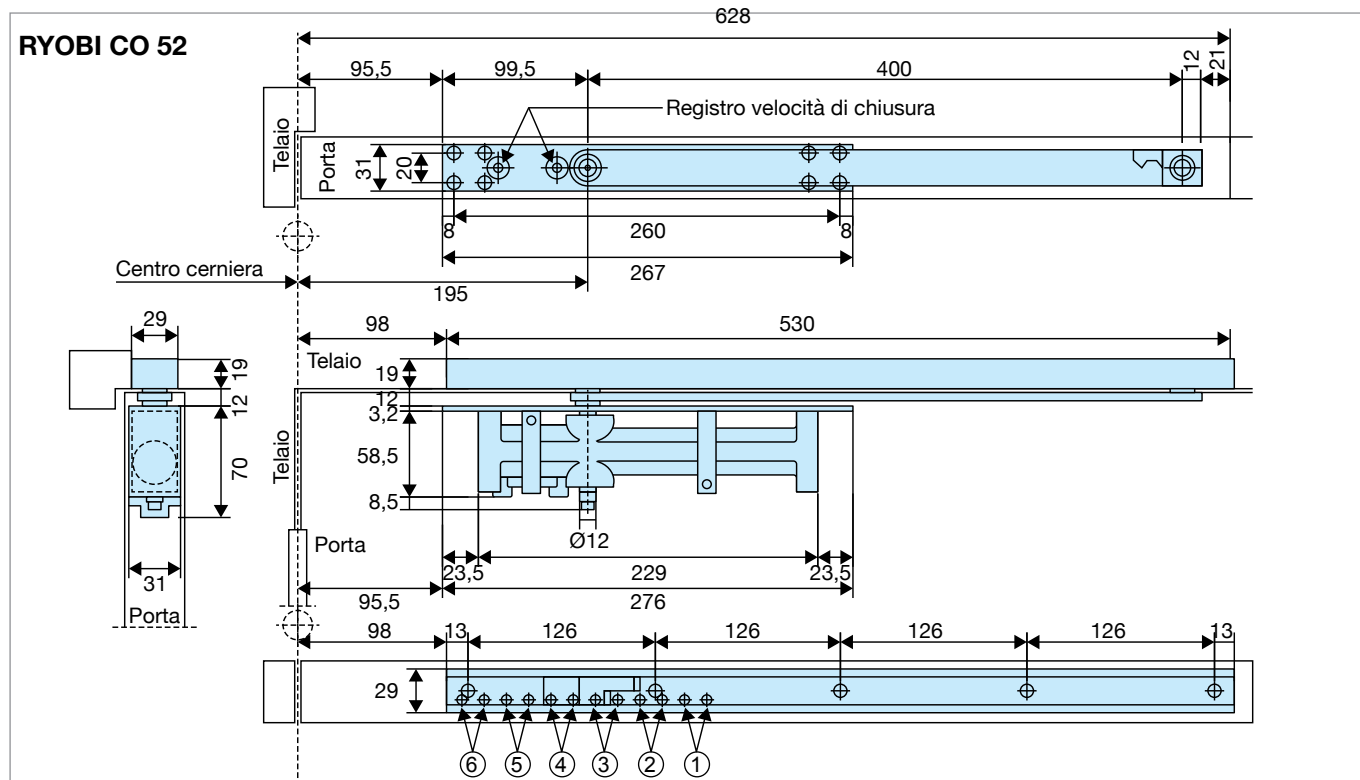 628
RYOBI CO 52
95,5 99,5 400 12 21
Registro velocità di chiusura
Telaio
Porta
31
20
8 260 8
267
Centro cerniera
195
29 98 530
Telaio
19 19
12 12
3,2
70
58,5
8,5
Telaio
Ø12
Porta
23,5 229 23,5
31
95,5 276
Porta
98 13 126 126 126 126 13
29
6 5 4 3 2 1